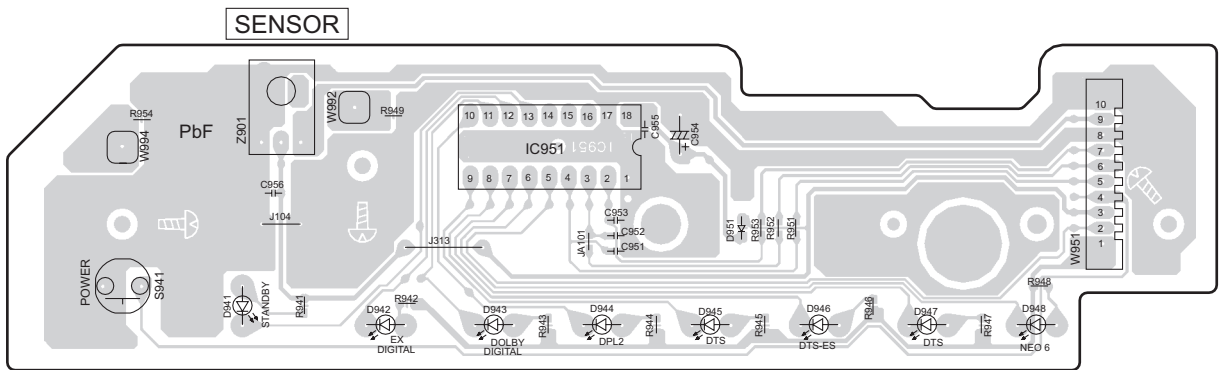 SENSOR
R954
W994
PbF
Z901
W992
R949
10 11 12 13 14 15 16 17 18
IC951
IC951
9 8 7 6 5 4 3 2 1
C955
C954
+
C956
J104
J313
C953
C952
C951
JA101
D951
R953
R952
R951
10
9
8
7
6
5
4
3
2
1
W951
POWER
S941
D941
STANDBY
R941
D942
EX
DIGITAL
R942
D943
DOLBY
DIGITAL
R943
D944
DPL2
R944
D945
DTS
R945
D946
DTS-ES
R946
D947
DTS
R947
R948
D948
NEO 6